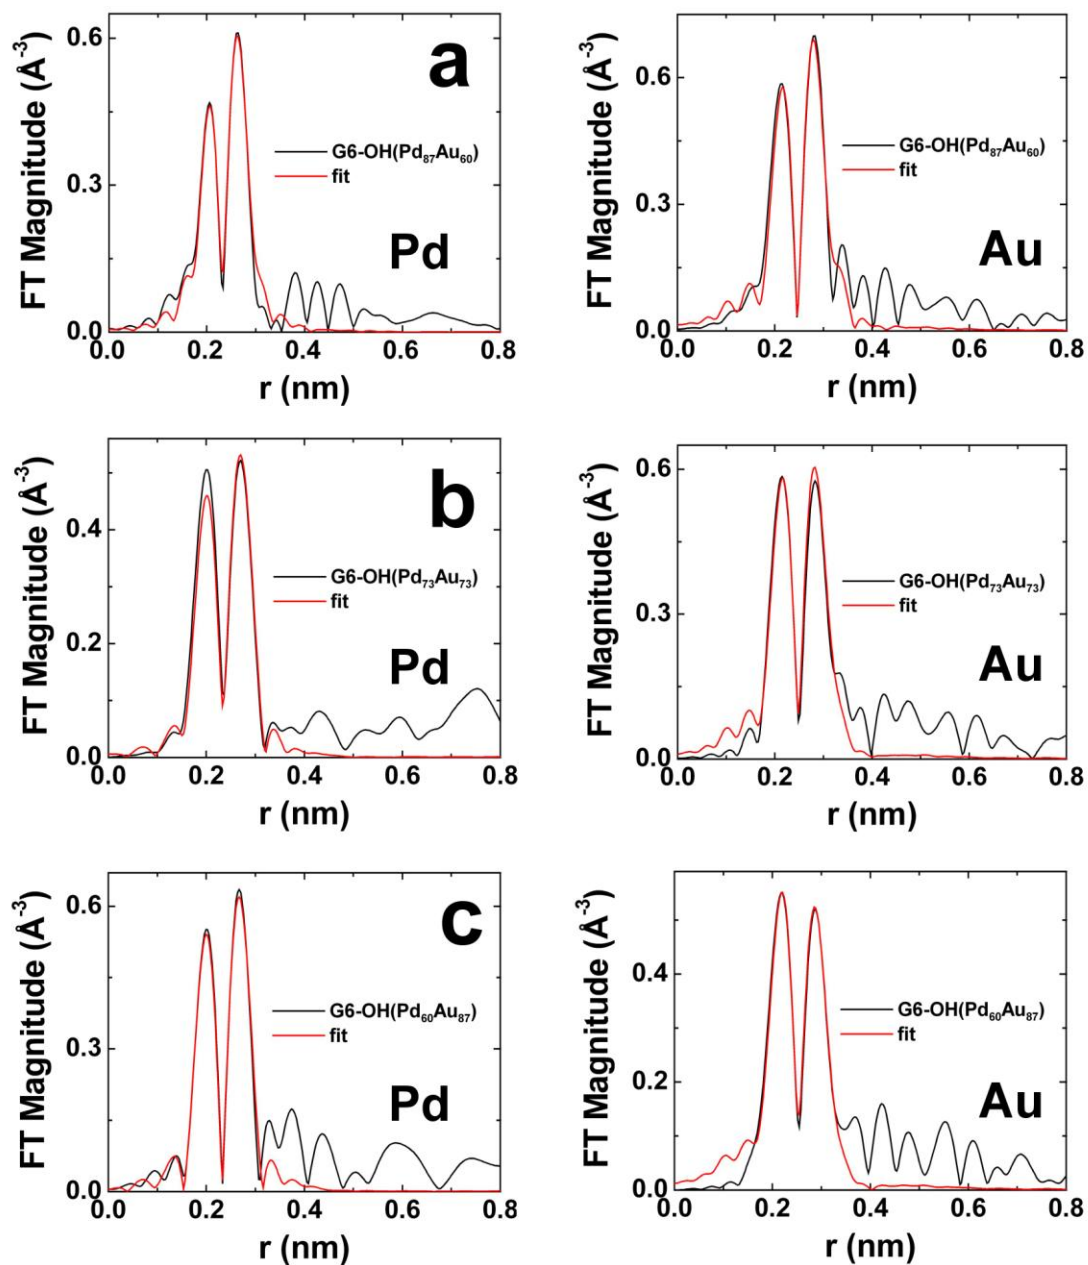 a
FT Magnitude (Å⁻³)
0.6
0.3
0.0
G6-OH(Pd₈₇Au₆₀)
fit
Pd
0.0 0.2 0.4 0.6 0.8
r (nm)
FT Magnitude (Å⁻³)
0.6
0.3
0.0
G6-OH(Pd₈₇Au₆₀)
fit
Au
0.0 0.2 0.4 0.6 0.8
r (nm)
b
FT Magnitude (Å⁻³)
0.4
0.2
0.0
G6-OH(Pd₇₃Au₇₃)
fit
Pd
0.0 0.2 0.4 0.6 0.8
r (nm)
FT Magnitude (Å⁻³)
0.6
0.3
0.0
G6-OH(Pd₇₃Au₇₃)
fit
Au
0.0 0.2 0.4 0.6 0.8
r (nm)
c
FT Magnitude (Å⁻³)
0.6
0.3
0.0
G6-OH(Pd₆₀Au₈₇)
fit
Pd
0.0 0.2 0.4 0.6 0.8
r (nm)
FT Magnitude (Å⁻³)
0.4
0.2
0.0
G6-OH(Pd₆₀Au₈₇)
fit
Au
0.0 0.2 0.4 0.6 0.8
r (nm)